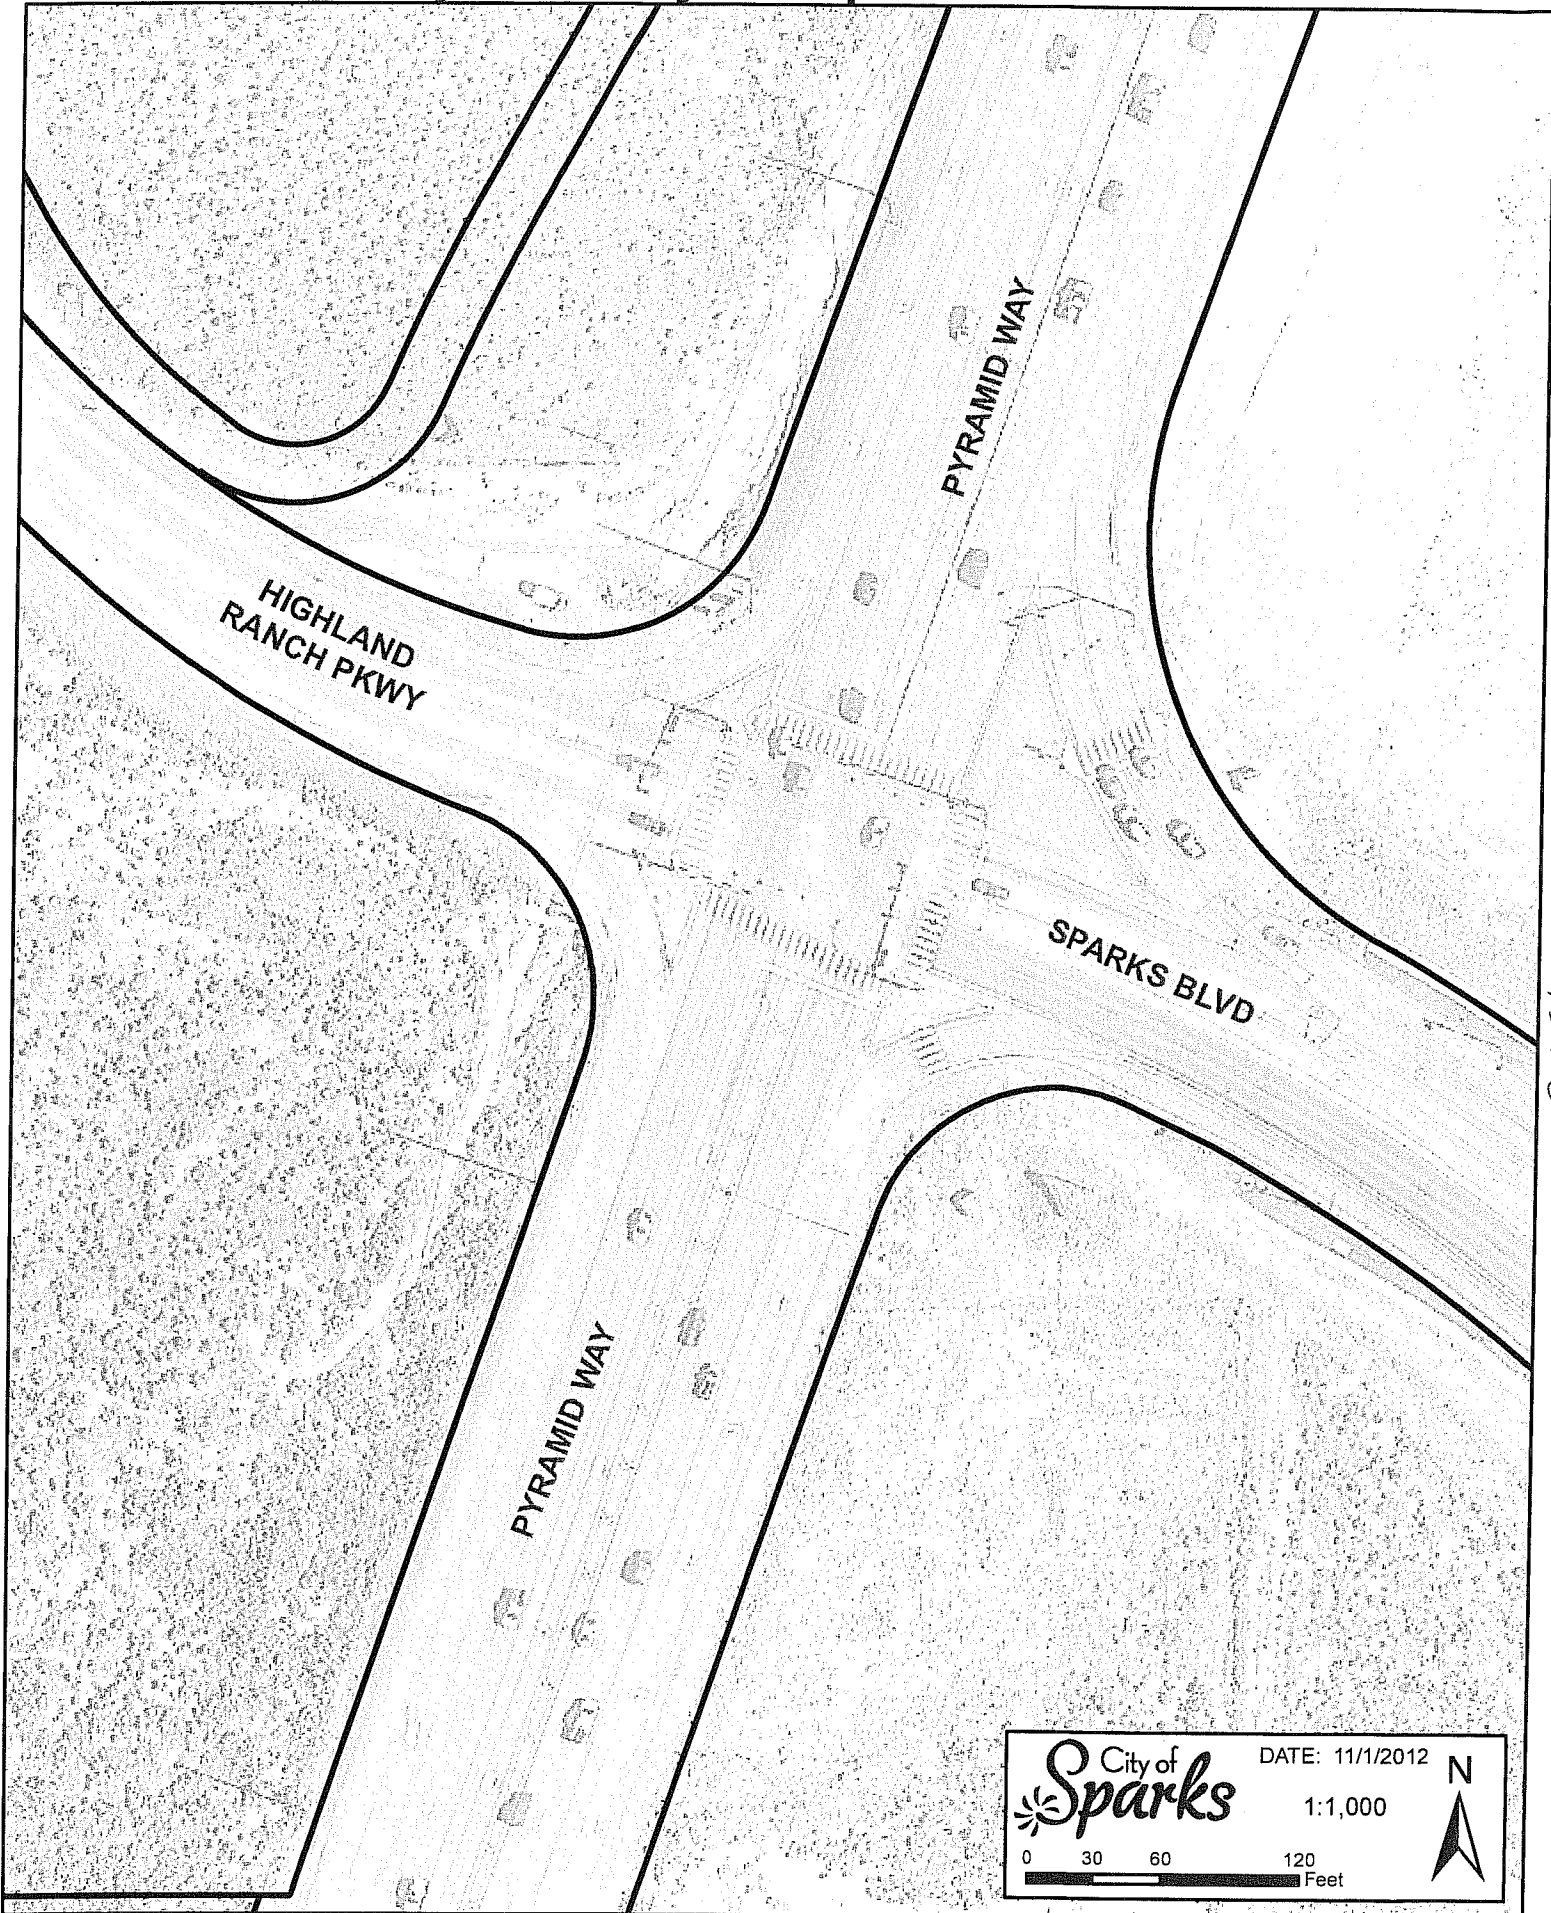 PYRAMID WAY
HIGHLAND
RANCH PKWY
SPARKS BLVD
PYRAMID WAY
City of
Sparks
DATE: 11/1/2012
N
1:1,000
0 30 60 120
Feet